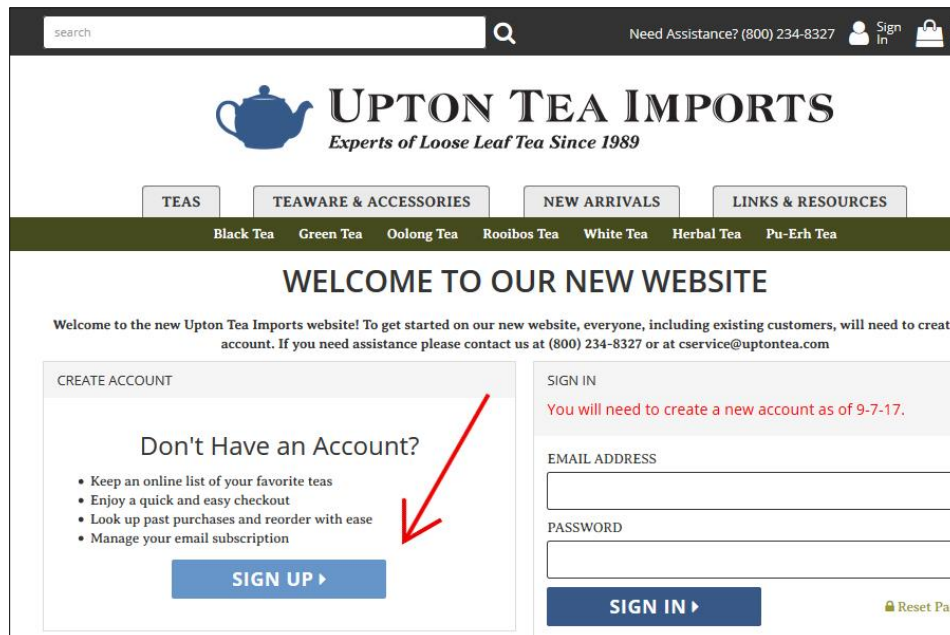 search
Need Assistance? (800) 234-8327
Sign
In
UPTON TEA IMPORTS
Experts of Loose Leaf Tea Since 1989
TEAS TEAWARE & ACCESSORIES NEW ARRIVALS LINKS & RESOURCES
Black Tea Green Tea Oolong Tea Rooibos Tea White Tea Herbal Tea Pu-Erh Tea
WELCOME TO OUR NEW WEBSITE
Welcome to the new Upton Tea Imports website! To get started on our new website, everyone, including existing customers, will need to creat
account. If you need assistance please contact us at (800) 234-8327 or at cservice@uptontea.com
CREATE ACCOUNT
Don't Have an Account?
• Keep an online list of your favorite teas
• Enjoy a quick and easy checkout
• Look up past purchases and reorder with ease
• Manage your email subscription
SIGN UP
SIGN IN
You will need to create a new account as of 9-7-17.
EMAIL ADDRESS
PASSWORD
SIGN IN
Reset Pa